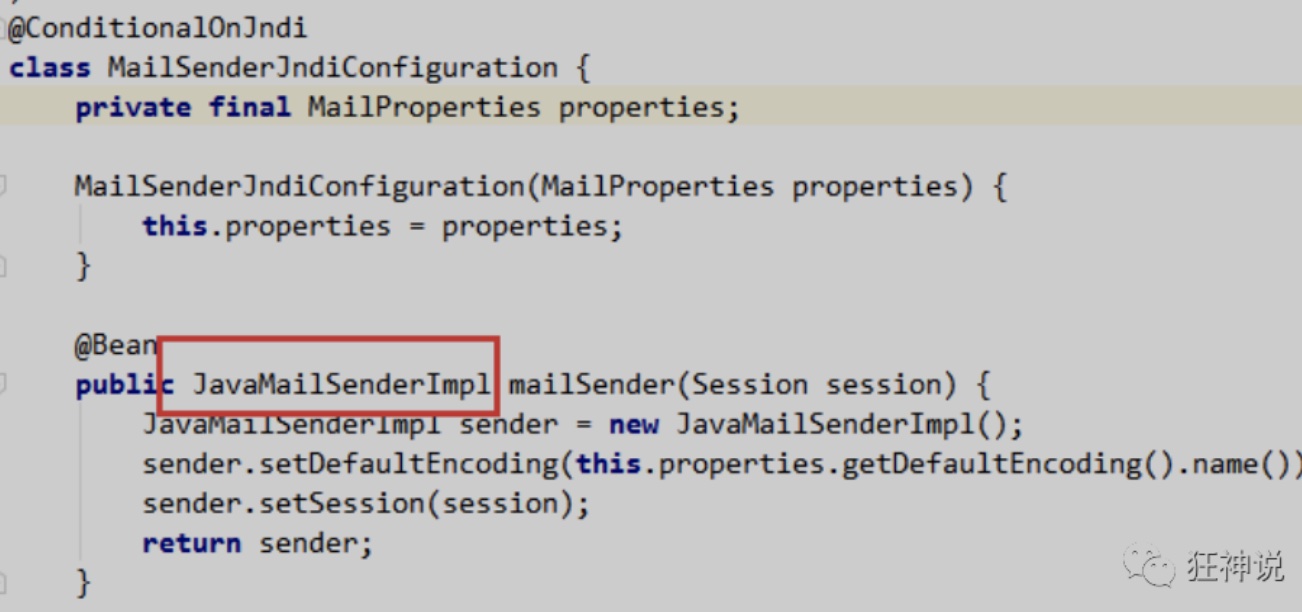 @ConditionalOnJndi
class MailSenderJndiConfiguration {
    private final MailProperties properties;
    MailSenderJndiConfiguration(MailProperties properties) {
        this.properties = properties;
    }
    @Bean
    public JavaMailSenderImpl mailSender(Session session) {
        JavaMailSenderImpl sender = new JavaMailSenderImpl();
        sender.setDefaultEncoding(this.properties.getDefaultEncoding().name())
        sender.setSession(session);
        return sender;
    }
狂神说